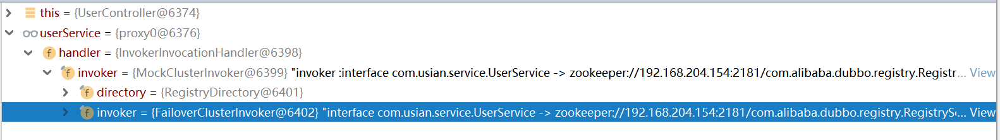 this = {UserController@6374}
userService = {proxy0@6376}
f handler = {InvokerInvocationHandler@6398}
f invoker = {MockClusterInvoker@6399} "invoker :interface com.usian.service.UserService -> zookeeper://192.168.204.154:2181/com.alibaba.dubbo.registry.Registr... View
f directory = {RegistryDirectory@6401}
f invoker = {FailoverClusterInvoker@6402} "interface com.usian.service.UserService -> zookeeper://192.168.204.154:2181/com.alibaba.dubbo.registry.RegistrySe... View